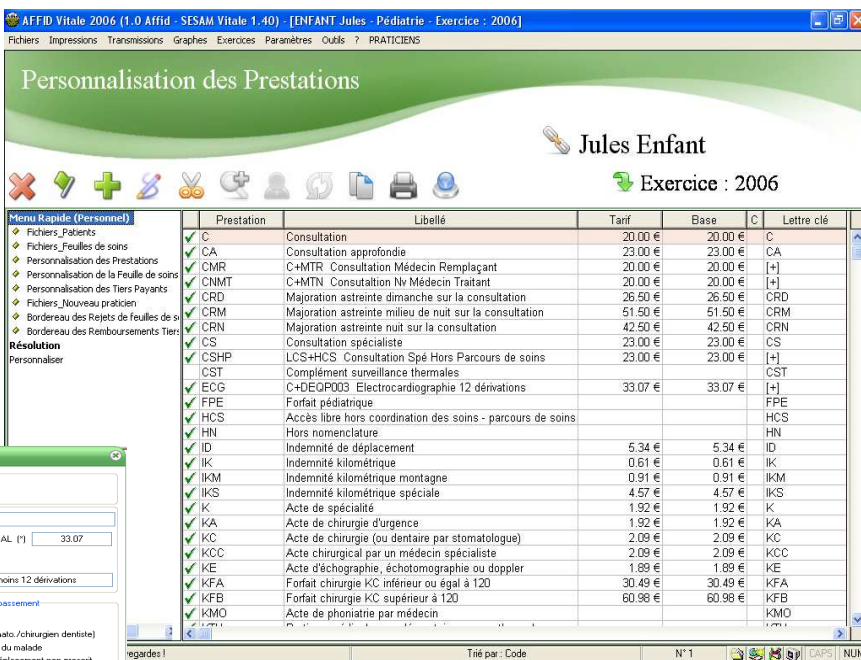 AFFID Vitale 2006 (1.0 Affid - SESAM Vitale 1.40) - [ENFANT Jules - Pédiatrie - Exercice : 2006]
Fichiers Impressions Transmissions Graphes Exercices Paramètres Outils ? PRATICIENS
Personnalisation des Prestations
Jules Enfant
Exercice : 2006
Menu Rapide (Personnel)
Fichiers_Patients
Fichiers_Feuilles de soins
Personnalisation des Prestations
Personnalisation de la Feuille de soins
Personnalisation des Tiers Payants
Fichiers_Nouveau praticien
Bordereau des Rejets de feuilles de s
Bordereau des Remboursements Tiers
Résolution
Personnaliser
Prestation Libellé Tarif Base C Lettre clé
C Consultation 20.00 € 20.00 € C
CA Consultation approfondie 23.00 € 23.00 € CA
CMR C+MTR Consultation Médecin Remplaçant 20.00 € 20.00 € [+]
CNMT C+MTN Consutaltion Nv Médecin Traitant 20.00 € 20.00 € [+]
CRD Majoration astreinte dimanche sur la consultation 26.50 € 26.50 € CRD
CRM Majoration astreinte milieu de nuit sur la consultation 51.50 € 51.50 € CRM
CRN Majoration astreinte nuit sur la consultation 42.50 € 42.50 € CRN
CS Consultation spécialiste 23.00 € 23.00 € CS
CSHP LCS+HCS Consultation Spé Hors Parcours de soins 23.00 € 23.00 € [+]
CST Complément surveillance thermales CST
ECG C+DEQP003 Electrocardiographie 12 dérivations 33.07 € 33.07 € [+]
FPE Forfait pédiatrique FPE
HCS Accès libre hors coordination des soins - parcours de soins HCS
HN Hors nomenclature HN
ID Indemnité de déplacement 5.34 € 5.34 € ID
IK Indemnité kilométrique 0.61 € 0.61 € IK
IKM Indemnité kilométrique montagne 0.91 € 0.91 € IKM
IKS Indemnité kilométrique spéciale 4.57 € 4.57 € IKS
K Acte de spécialité 1.92 € 1.92 € K
KA Acte de chirurgie d'urgence 1.92 € 1.92 € KA
KC Acte de chirurgie (ou dentaire par stomatologue) 2.09 € 2.09 € KC
KCC Acte chirurgical par un médecin spécialiste 2.09 € 2.09 € KCC
KE Acte d'échographie, échotomographie ou doppler 1.89 € 1.89 € KE
KFA Forfait chirurgie KC inférieur ou égal à 120 30.49 € 30.49 € KFA
KFB Forfait chirurgie KC supérieur à 120 60.98 € 60.98 € KFB
KMO Acte de phoniatrie par médecin KMO
AL (*) 33.07
moins 12 dérivations
passement
mato./chirurgien dentiste)
du malade
egardes !
Trié par : Code
N° 1
CAPS
NUM